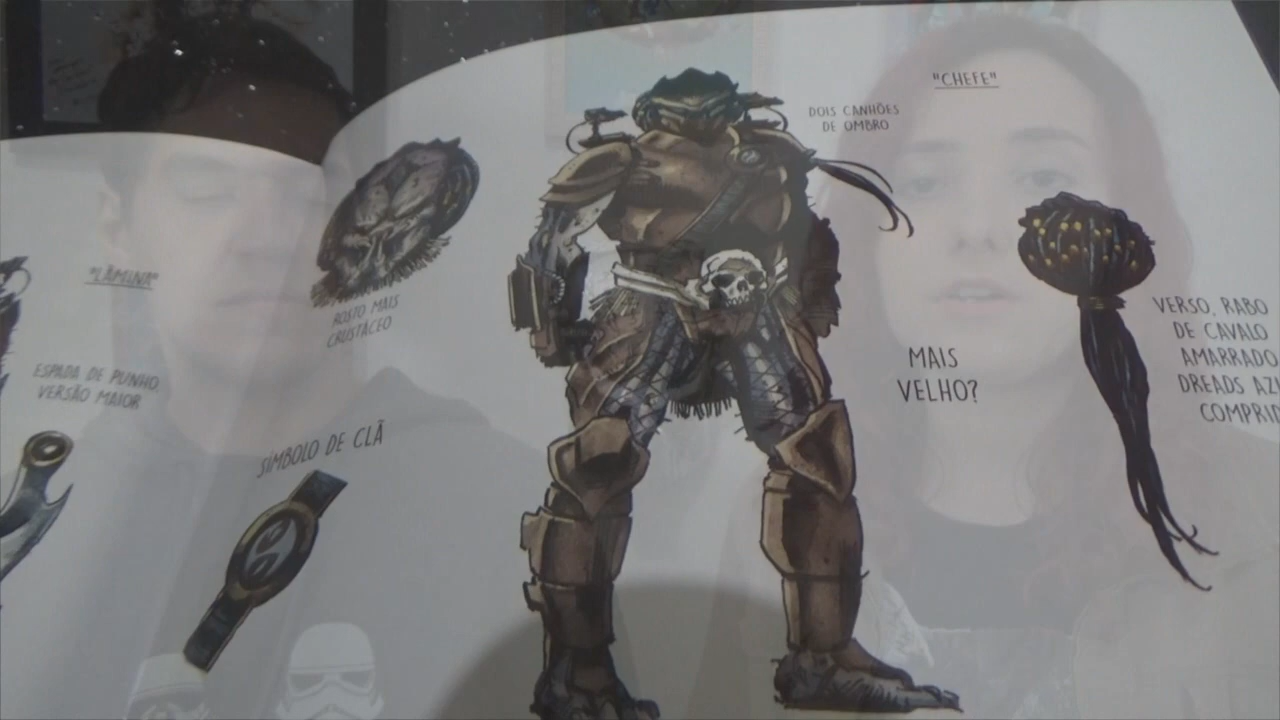 "LÂMINA"
ESPADA DE PUNHO
VERSÃO MAIOR
ROSTO MAIS
CRUSTÁCEO
SÍMBOLO DE CLÃ
"CHEFE"
DOIS CANHÕES
DE OMBRO
MAIS
VELHO?
VERSO, RABO
DE CAVALO
AMARRADO,
DREADS AZU
COMPRID